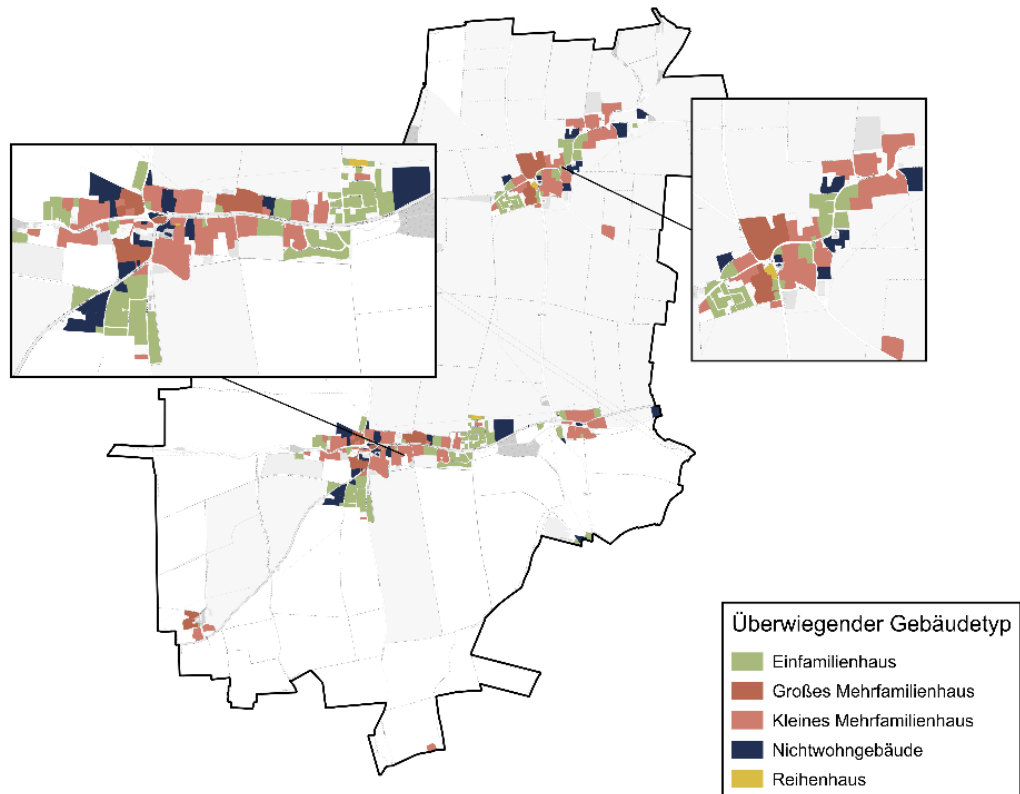 Überwiegender Gebäudetyp
Einfamilienhaus
Großes Mehrfamilienhaus
Kleines Mehrfamilienhaus
Nichtwohngebäude
Reihenhaus